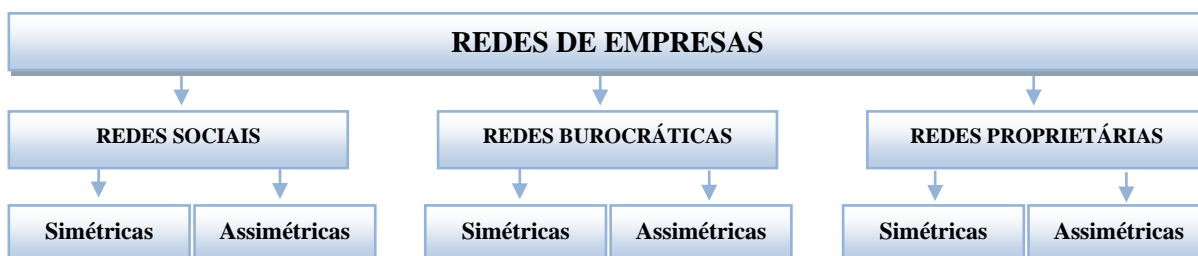 REDES DE EMPRESAS
REDES SOCIAIS
REDES BUROCRÁTICAS
REDES PROPRIETÁRIAS
Simétricas
Assimétricas
Simétricas
Assimétricas
Simétricas
Assimétricas